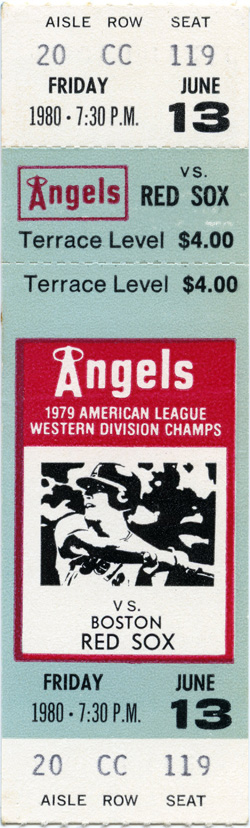 AISLE ROW SEAT
20 CC 119
FRIDAY JUNE
1980 • 7:30 P.M. 13
Angels VS. RED SOX
Terrace Level $4.00
Terrace Level $4.00
Angels
1979 AMERICAN LEAGUE
WESTERN DIVISION CHAMPS
VS.
BOSTON
RED SOX
FRIDAY JUNE
1980 • 7:30 P.M. 13
20 CC 119
AISLE ROW SEAT